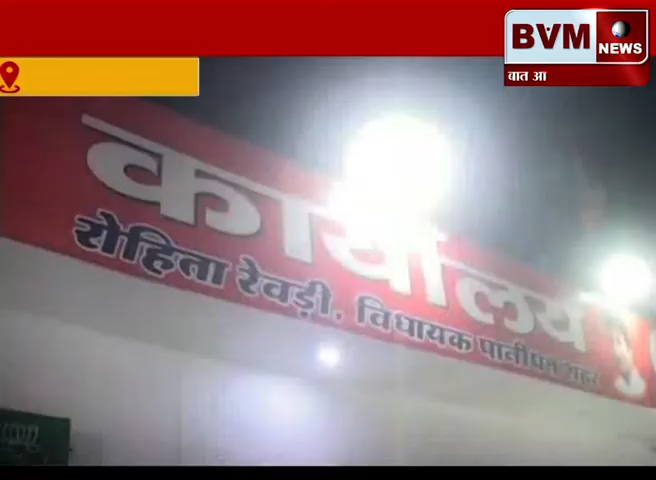 BVM NEWS
बात आ
कार्यालय
रोहिता रेवड़ी, विधायक पानीपत शहर